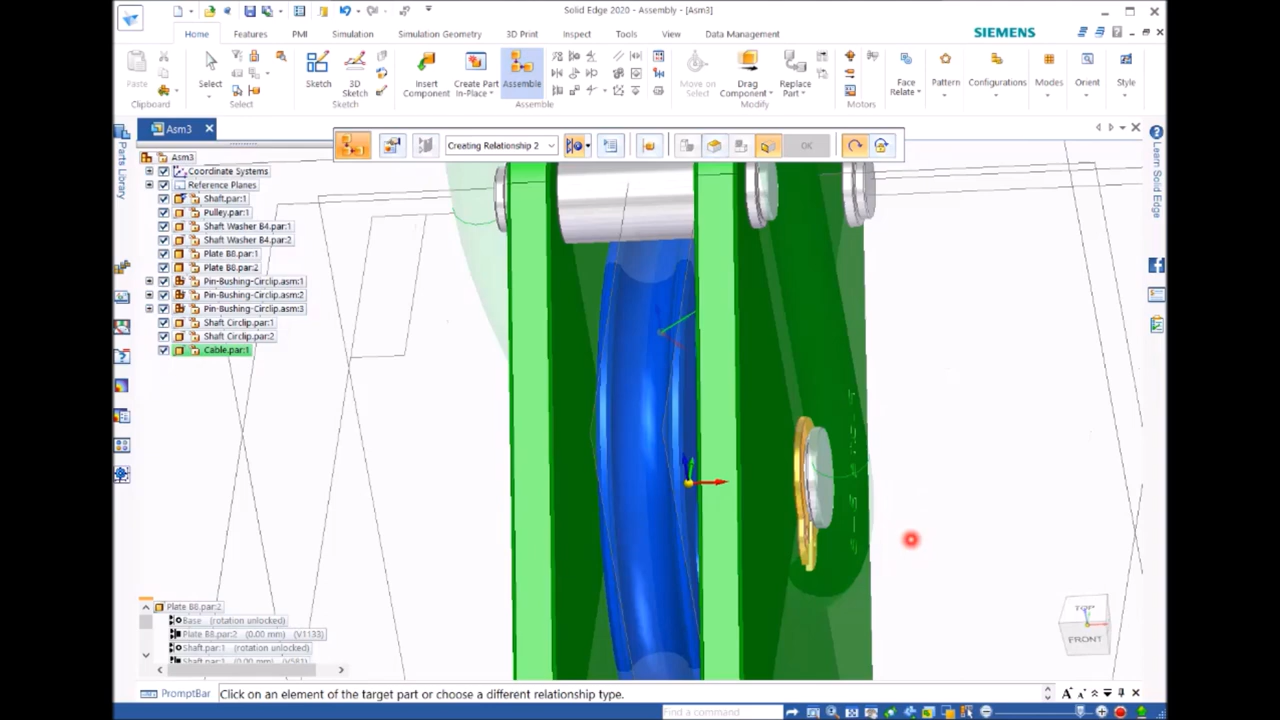 Solid Edge 2020 - Assembly - [Asm3]
Home Features PMI Simulation Simulation Geometry 3D Print Inspect Tools View Data Management SIEMENS
Paste Select Sketch 3D Sketch Insert Component Create Part In-Place Assemble Move on Select Drag Component Replace Part Face Relate Pattern Configurations Modes Orient Style
Clipboard Select Sketch Assemble Modify Motors
Asm3
Creating Relationship 2 OK
Parts Library
Learn Solid Edge
Asm3
Coordinate Systems
Reference Planes
Shaft.par:1
Pulley.par:1
Shaft Washer B4.par:1
Shaft Washer B4.par:2
Plate B8.par:1
Plate B8.par:2
Pin-Bushing-Circlip.asm:1
Pin-Bushing-Circlip.asm:2
Pin-Bushing-Circlip.asm:3
Shaft Circlip.par:1
Shaft Circlip.par:2
Cable.par:1
Plate B8.par:2
Base (rotation unlocked)
Plate B8.par:2 (0.00 mm) (V1133)
Shaft.par:1 (rotation unlocked)
TOP
FRONT
PromptBar Click on an element of the target part or choose a different relationship type.
Find a command